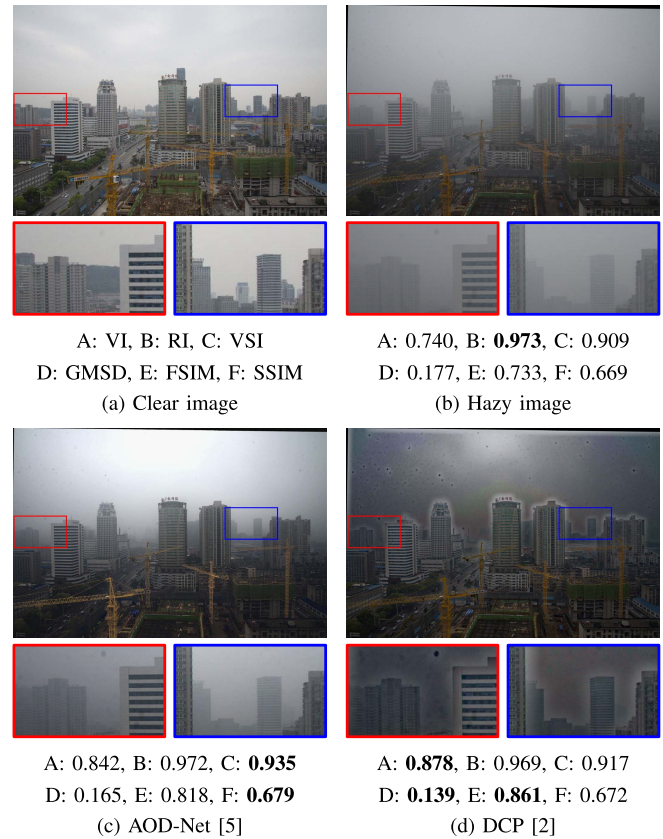 A: VI, B: RI, C: VSI
D: GMSD, E: FSIM, F: SSIM
(a) Clear image
A: 0.740, B: 0.973, C: 0.909
D: 0.177, E: 0.733, F: 0.669
(b) Hazy image
A: 0.842, B: 0.972, C: 0.935
D: 0.165, E: 0.818, F: 0.679
(c) AOD-Net [5]
A: 0.878, B: 0.969, C: 0.917
D: 0.139, E: 0.861, F: 0.672
(d) DCP [2]